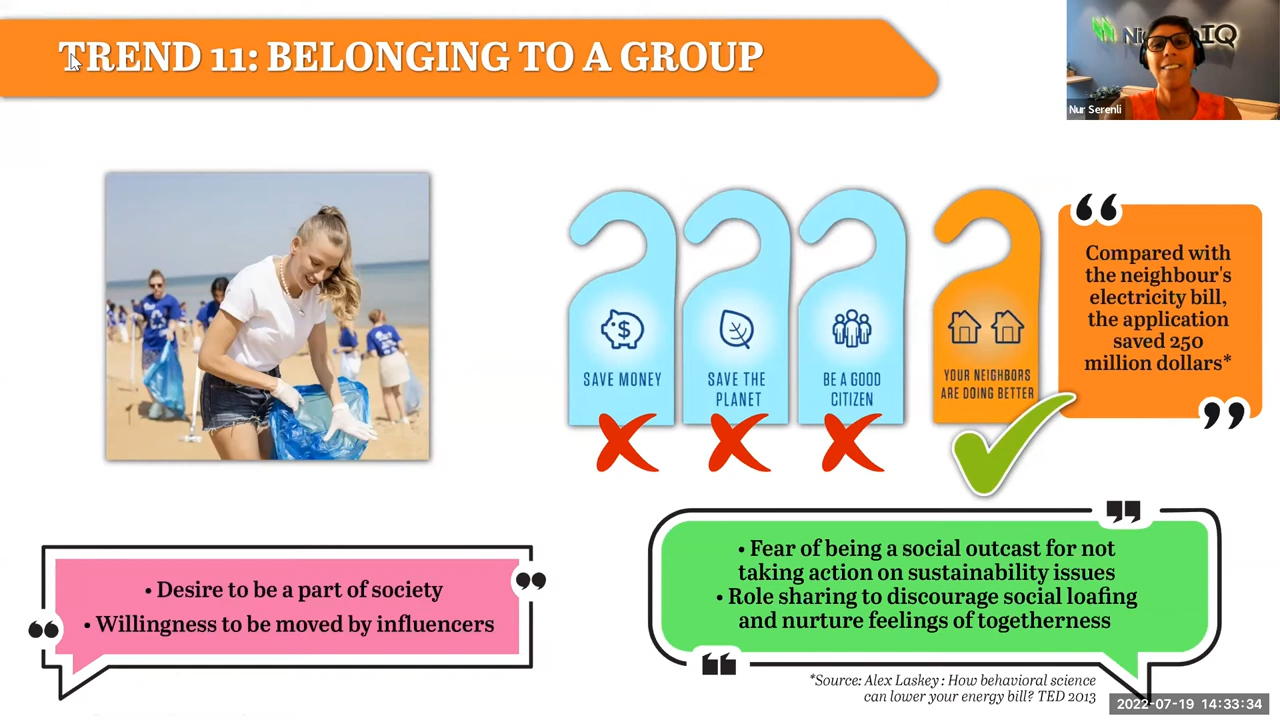 TREND 11: BELONGING TO A GROUP
Nur Serenli
SAVE MONEY
SAVE THE
PLANET
BE A GOOD
CITIZEN
YOUR NEIGHBORS
ARE DOING BETTER
Compared with
the neighbour's
electricity bill,
the application
saved 250
million dollars*
• Desire to be a part of society
• Willingness to be moved by influencers
• Fear of being a social outcast for not
taking action on sustainability issues
• Role sharing to discourage social loafing
and nurture feelings of togetherness
*Source: Alex Laskey : How behavioral science
can lower your energy bill? TED 2013
2022-07-19 14:33:34